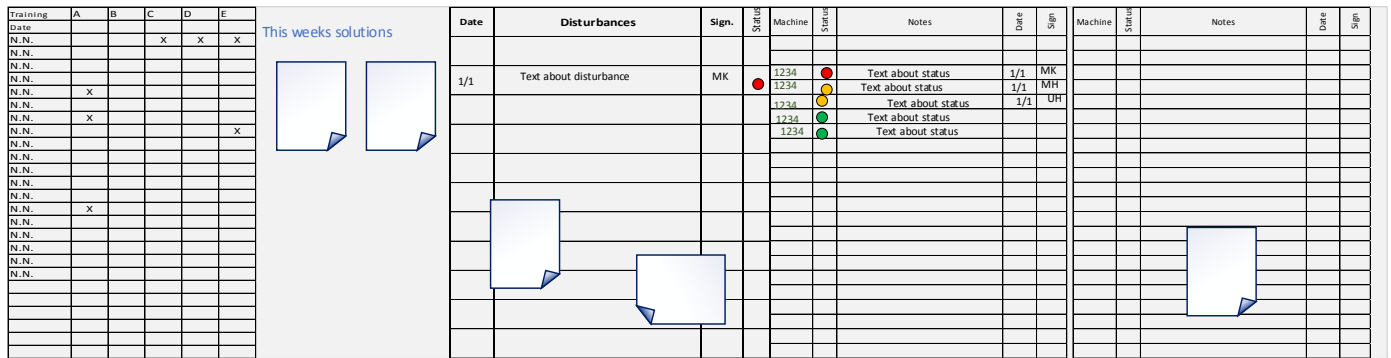 Training A B C D E
Date
N.N. X X X
N.N.
N.N.
N.N.
N.N. X
N.N.
N.N. X
N.N. X
N.N.
N.N.
N.N.
N.N.
N.N.
N.N. X
N.N.
N.N.
N.N.
N.N.
N.N.
This weeks solutions
Date Disturbances Sign. Status
1/1 Text about disturbance MK
Machine Status Notes Date Sign
1234 Text about status 1/1 MK
1234 Text about status 1/1 MH
1234 Text about status 1/1 UH
1234 Text about status
1234 Text about status
Machine Status Notes Date Sign